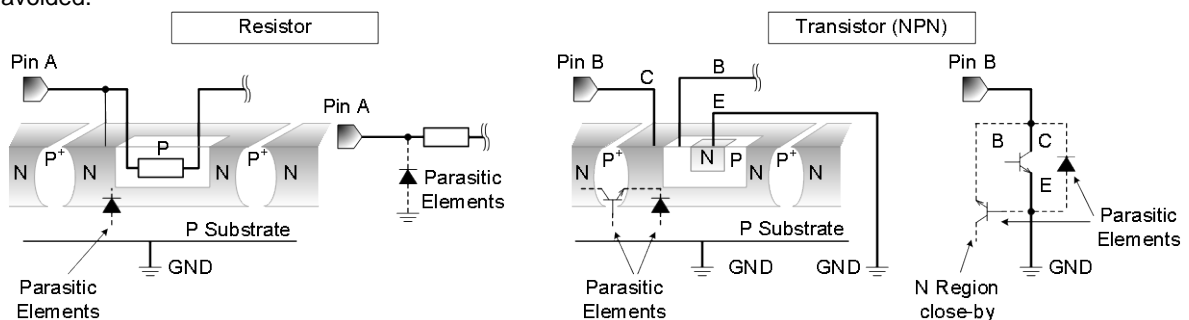 avoided.
Resistor
Transistor (NPN)
Pin A
Pin A
N
P+
N
P
N
P+
N
Parasitic
Elements
P Substrate
GND
Parasitic
Elements
Pin B
C
B
E
N
P+
N
N
P
N
P+
N
P Substrate
GND
GND
Parasitic
Elements
Pin B
B
C
E
Parasitic
Elements
GND
N Region
close-by